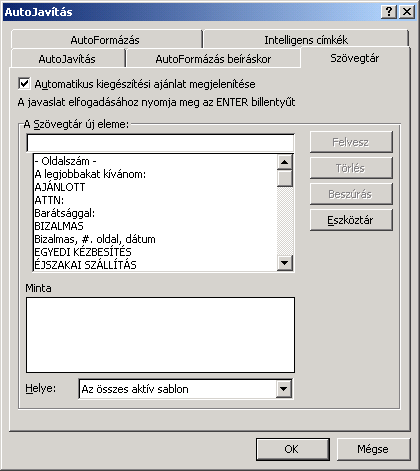 AutoJavítás
AutoFormázás
Intelligens címkék
AutoJavítás
AutoFormázás beíráskor
Szövegtár
Automatikus kiegészítési ajánlat megjelenítése
A javaslat elfogadásához nyomja meg az ENTER billentyűt
A Szövegtár új eleme:
Felvesz
- Oldalszám -
A legjobbakat kívánom:
AJÁNLOTT
ATTN:
Barátsággal:
BIZALMAS
Bizalmas, #. oldal, dátum
EGYEDI KÉZBESÍTÉS
ÉJSZAKAI SZÁLLÍTÁS
Törlés
Beszúrás
Eszköztár
Minta
Helye:
Az összes aktív sablon
OK
Mégse